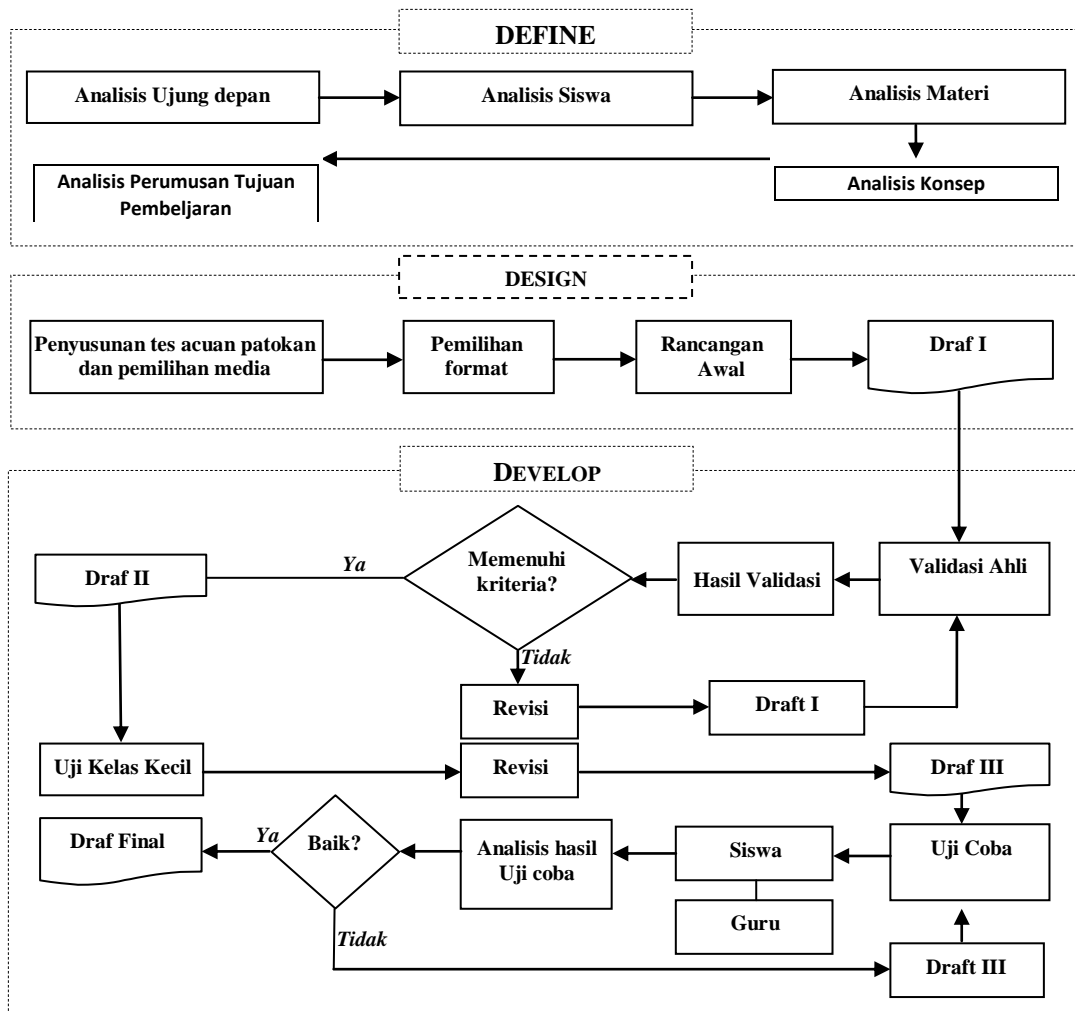 DEFINE
Analisis Ujung depan
Analisis Siswa
Analisis Materi
Analisis Perumusan Tujuan
Pembeljaran
Analisis Konsep
DESIGN
Penyusunan tes acuan patokan
dan pemilihan media
Pemilihan
format
Rancangan
Awal
Draf I
DEVELOP
Draf II
Ya
Memenuhi
kriteria?
Hasil Validasi
Validasi Ahli
Tidak
Revisi
Draft I
Uji Kelas Kecil
Revisi
Draf III
Draf Final
Ya
Baik?
Analisis hasil
Uji coba
Siswa
Uji Coba
Guru
Tidak
Draft III